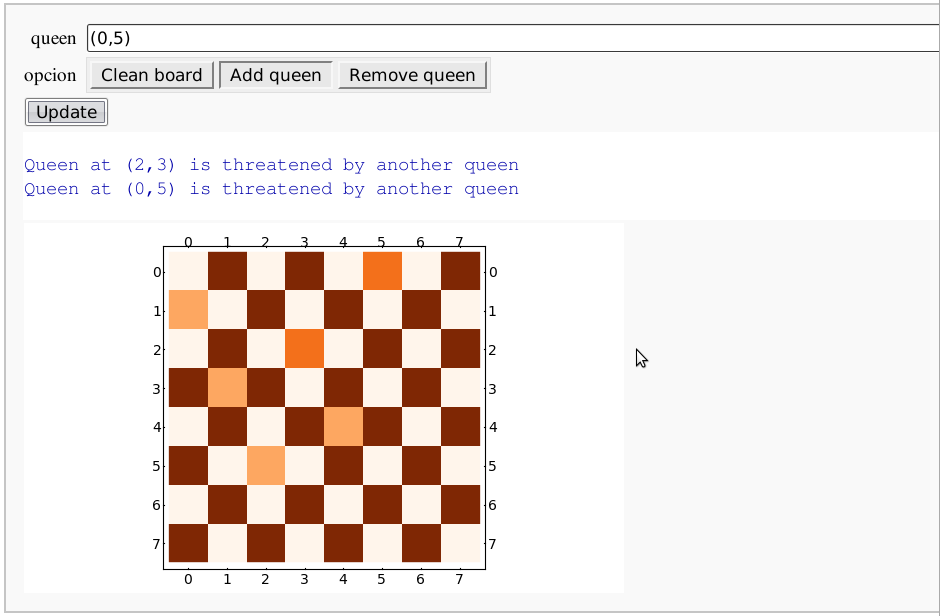 queen (0,5)
opcion Clean board Add queen Remove queen
Update
Queen at (2,3) is threatened by another queen
Queen at (0,5) is threatened by another queen
0 1 2 3 4 5 6 7
0 0
1 1
2 2
3 3
4 4
5 5
6 6
7 7
0 1 2 3 4 5 6 7